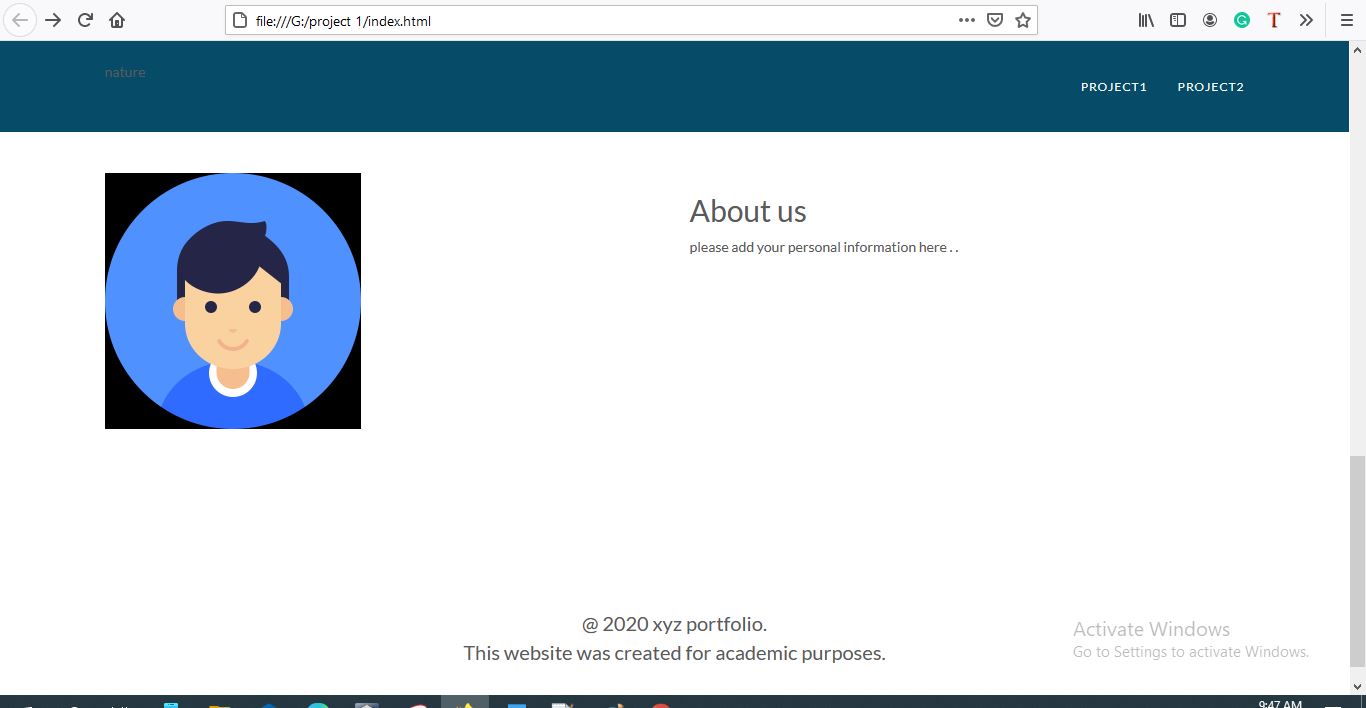 file:///G:/project 1/index.html
nature
PROJECT1 PROJECT2
About us
please add your personal information here . .
@ 2020 xyz portfolio.
This website was created for academic purposes.
Activate Windows
Go to Settings to activate Windows.
9:47 AM